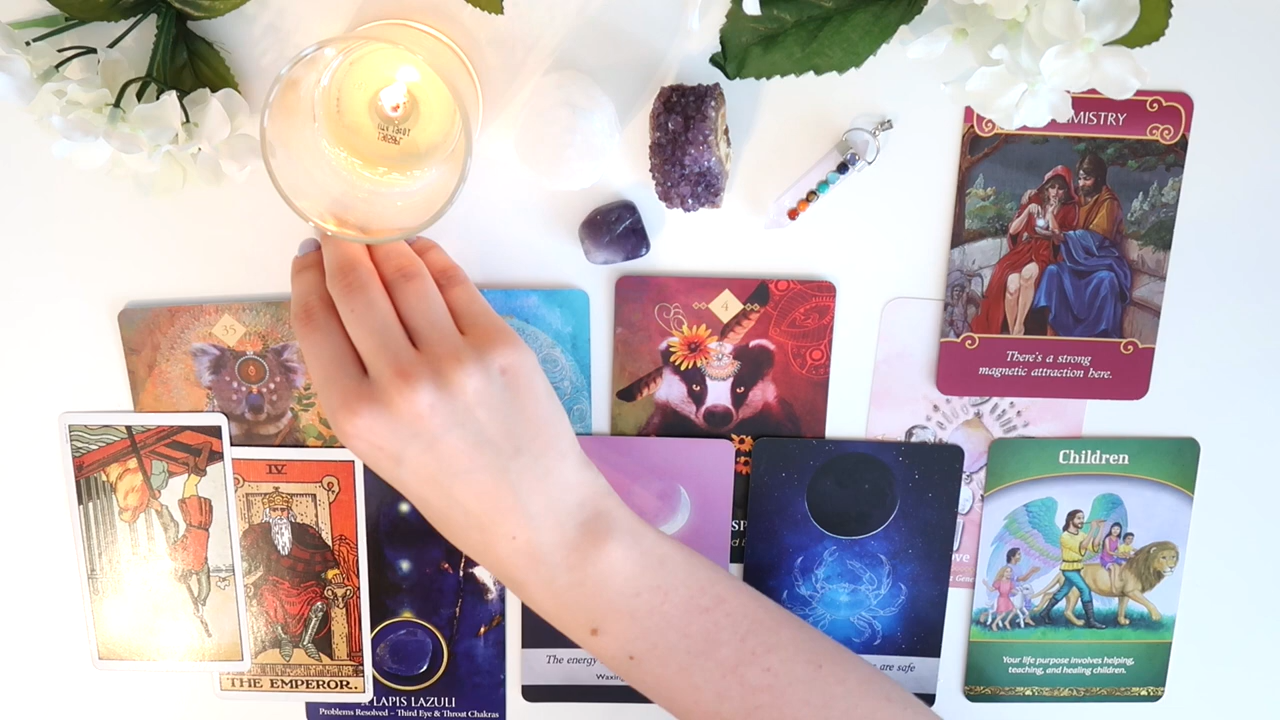 MISTRY
There's a strong
magnetic attraction here.
35
4
IV
THE EMPEROR.
LAPIS LAZULI
Problems Resolved – Third Eye & Throat Chakras
The energy
Waxing
are safe
Children
Your life purpose involves helping,
teaching, and healing children.